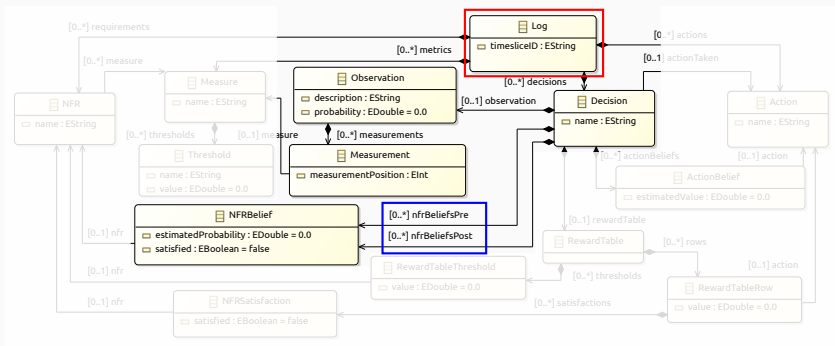 [0..*] requirements
Log
[0..*] actions
timesliceID : EString
[0..*] metrics
[0..1] actionTaken
[0..*] measure
Observation
[0..*] decisions
Measure
description : EString
[0..1] observation
Decision
Action
NFR
name : EString
probability : EDouble = 0.0
name : EString
name : EString
name : EString
[0..*] thresholds
[0..1] measure
[0..*] measurements
Threshold
Measurement
[0..*] actionBeliefs
[0..1] action
name : EString
measurementPosition : EInt
ActionBelief
value : EDouble = 0.0
estimatedValue : EDouble = 0.0
NFRBelief
[0..*] nfrBeliefsPre
[0..1] rewardTable
estimatedProbability : EDouble = 0.0
[0..*] nfrBeliefsPost
RewardTable
[0..*] rows
[0..1] nfr
satisfied : EBoolean = false
[0..1] nfr
RewardTableThreshold
[0..*] thresholds
[0..1] action
value : EDouble = 0.0
RewardTableRow
[0..1] nfr
NFRSatisfaction
[0..*] satisfactions
value : EDouble = 0.0
satisfied : EBoolean = false